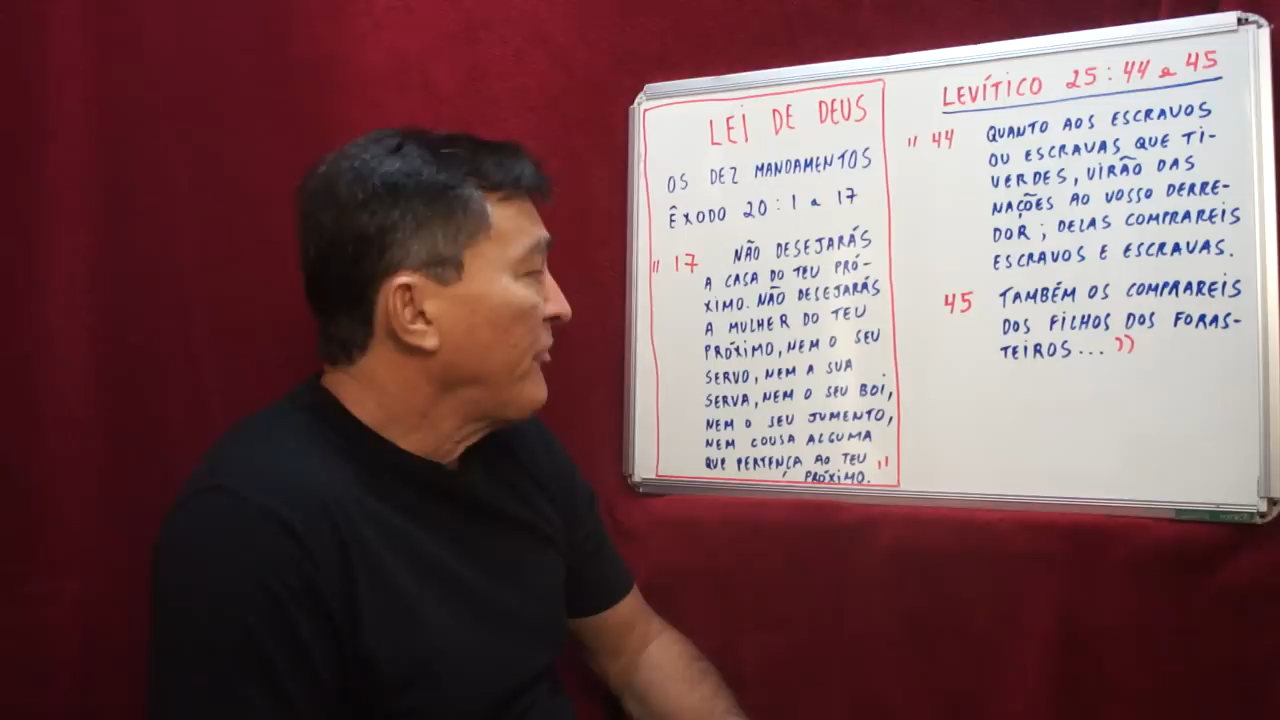 LEI DE DEUS
OS DEZ MANDAMENTOS
ÊXODO 20:1 a 17
" 17 NÃO DESEJARÁS
A CASA DO TEU PRÓ-
XIMO. NÃO DESEJARÁS
A MULHER DO TEU
PRÓXIMO, NEM O SEU
SERVO, NEM A SUA
SERVA, NEM O SEU BOI,
NEM O SEU JUMENTO,
NEM COUSA ALGUMA
QUE PERTENÇA AO TEU
PRÓXIMO. "
LEVÍTICO 25:44 e 45
" 44 QUANTO AOS ESCRAVOS
OU ESCRAVAS QUE TI-
VERDES, VIRÃO DAS
NAÇÕES AO VOSSO DERRE-
DOR; DELAS COMPRAREIS
ESCRAVOS E ESCRAVAS.
45 TAMBÉM OS COMPRAREIS
DOS FILHOS DOS FORAS-
TEIROS... "